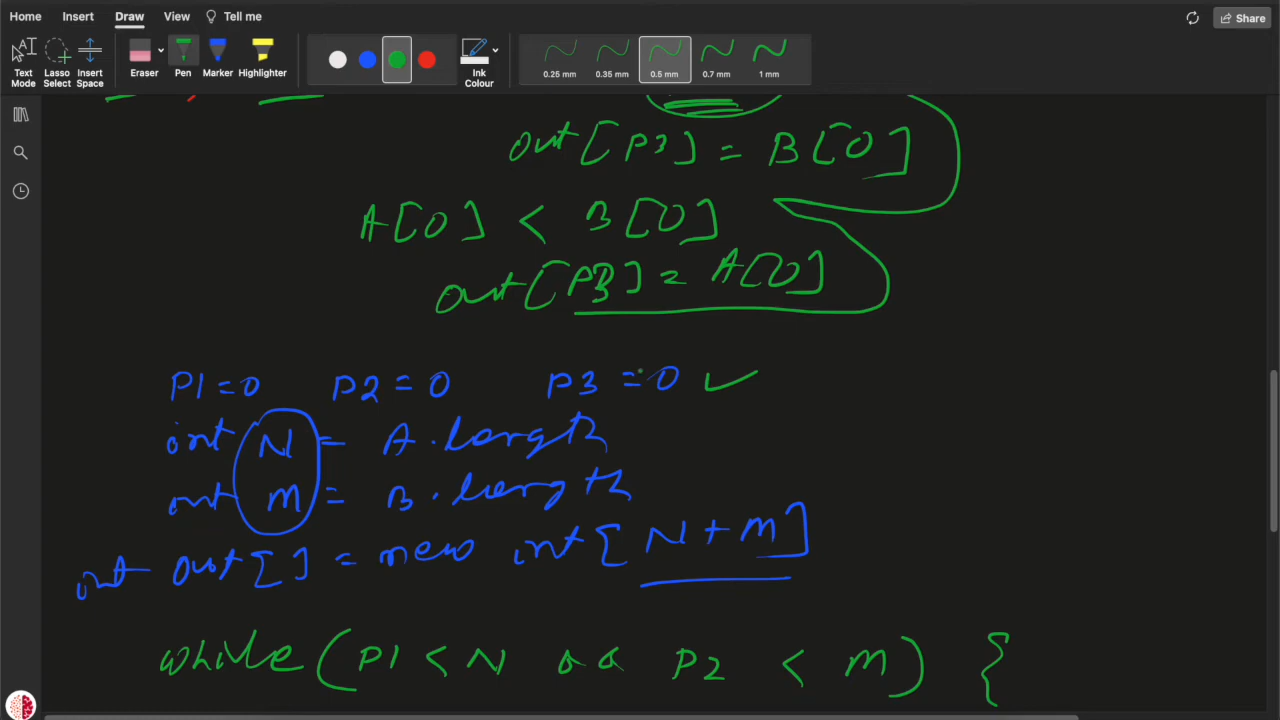 Home Insert Draw View Tell me Share
Text Mode Lasso Select Insert Space Eraser Pen Marker Highlighter Ink Colour 0.25 mm 0.35 mm 0.5 mm 0.7 mm 1 mm
out[P3] = B[0]
A[0] < B[0]
out[P3] = A[0]
P1=0 P2=0 P3=0
int N = A.length
int m = B.length
int out[] = new int[N+m]
while(P1<N && P2 < m) {